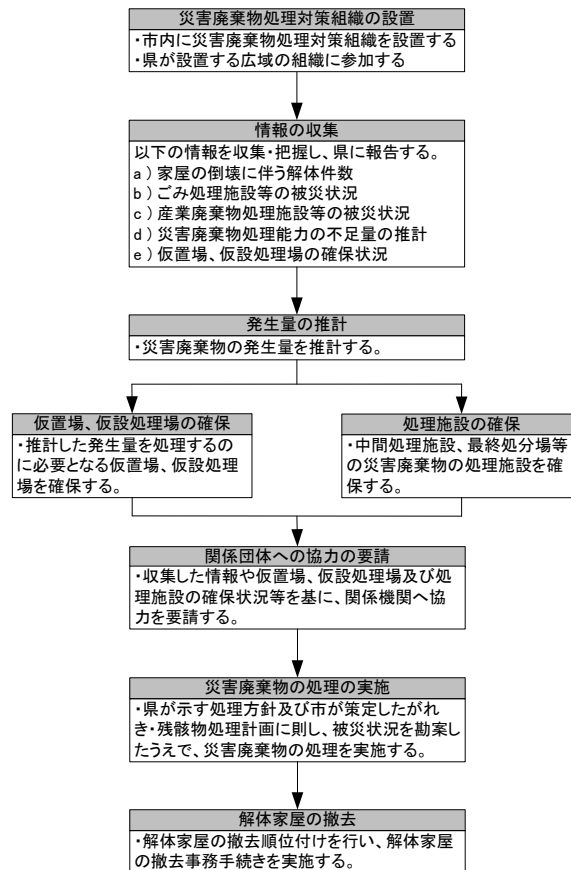 災害廃棄物処理対策組織の設置
・市内に災害廃棄物処理対策組織を設置する
・県が設置する広域の組織に参加する
情報の収集
以下の情報を収集・把握し、県に報告する。
a）家屋の倒壊に伴う解体件数
b）ごみ処理施設等の被災状況
c）産業廃棄物処理施設等の被災状況
d）災害廃棄物処理能力の不足量の推計
e）仮置場、仮設処理場の確保状況
発生量の推計
・災害廃棄物の発生量を推計する。
仮置場、仮設処理場の確保
・推計した発生量を処理するの
に必要となる仮置場、仮設処理
場を確保する。
処理施設の確保
・中間処理施設、最終処分場等
の災害廃棄物の処理施設を確
保する。
関係団体への協力の要請
・収集した情報や仮置場、仮設処理場及び処
理施設の確保状況等を基に、関係機関へ協
力を要請する。
災害廃棄物の処理の実施
・県が示す処理方針及び市が策定したがれ
き・残骸物処理計画に則し、被災状況を勘案し
たうえで、災害廃棄物の処理を実施する。
解体家屋の撤去
・解体家屋の撤去順位付けを行い、解体家屋
の撤去事務手続きを実施する。